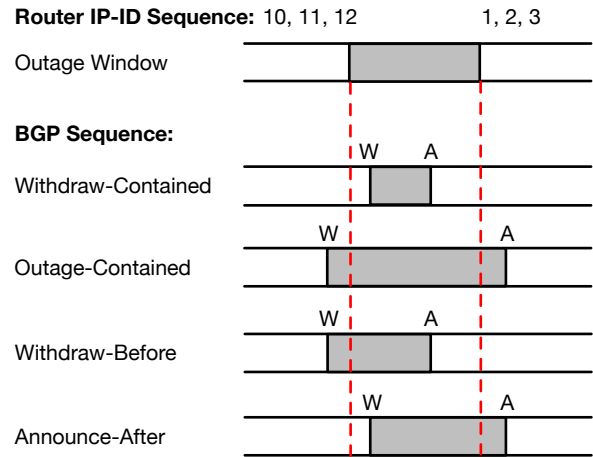 Router IP-ID Sequence: 10, 11, 12 1, 2, 3
Outage Window
BGP Sequence:
W A
Withdraw-Contained
W A
Outage-Contained
W A
Withdraw-Before
W A
Announce-After